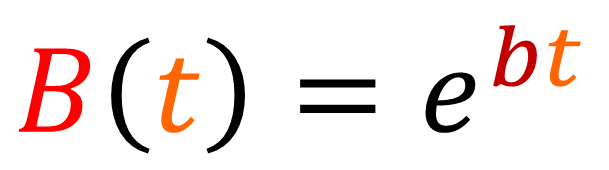 B(t) = e^{bt}